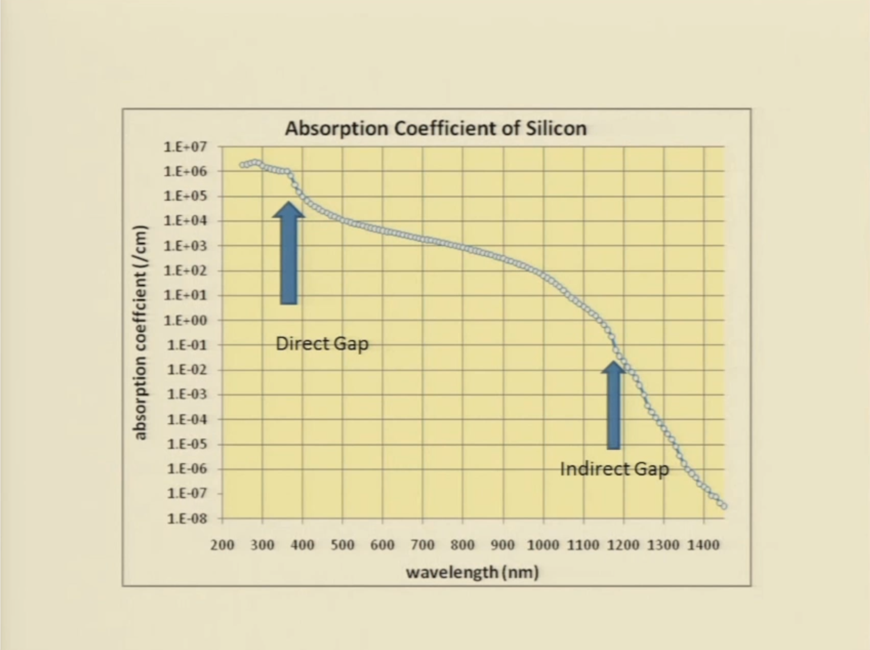 Absorption Coefficient of Silicon
1.E+07
1.E+06
1.E+05
1.E+04
1.E+03
1.E+02
1.E+01
1.E+00
1.E-01
1.E-02
1.E-03
1.E-04
1.E-05
1.E-06
1.E-07
1.E-08
absorption coeffcient (/cm)
Direct Gap
Indirect Gap
200 300 400 500 600 700 800 900 1000 1100 1200 1300 1400
wavelength (nm)